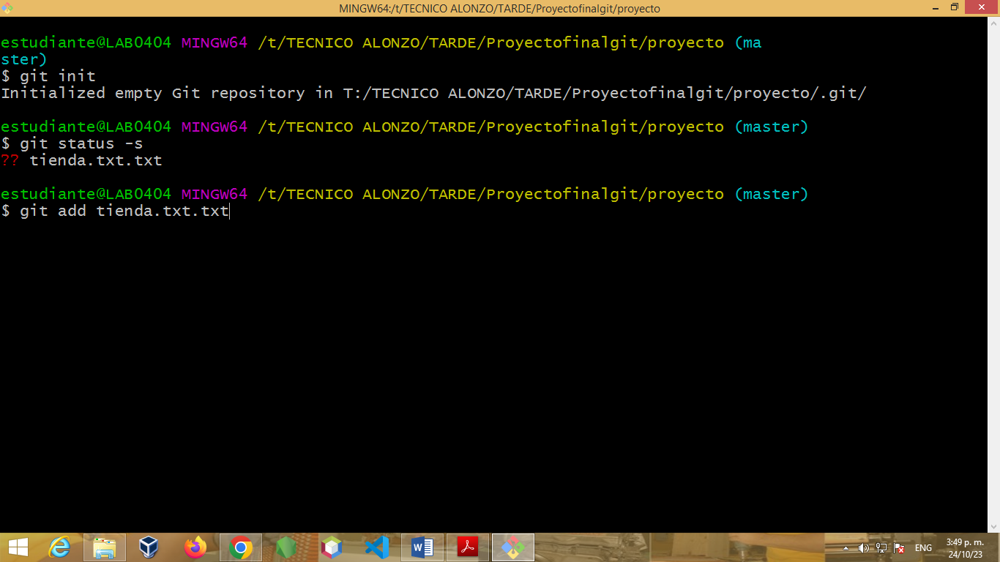 MINGW64:/t/TECNICO ALONZO/TARDE/Proyectofinalgit/proyecto
estudiante@LAB0404 MINGW64 /t/TECNICO ALONZO/TARDE/Proyectofinalgit/proyecto (ma
ster)
$ git init
Initialized empty Git repository in T:/TECNICO ALONZO/TARDE/Proyectofinalgit/proyecto/.git/
estudiante@LAB0404 MINGW64 /t/TECNICO ALONZO/TARDE/Proyectofinalgit/proyecto (master)
$ git status -s
?? tienda.txt.txt
estudiante@LAB0404 MINGW64 /t/TECNICO ALONZO/TARDE/Proyectofinalgit/proyecto (master)
$ git add tienda.txt.txt
ENG
3:49 p. m.
24/10/23